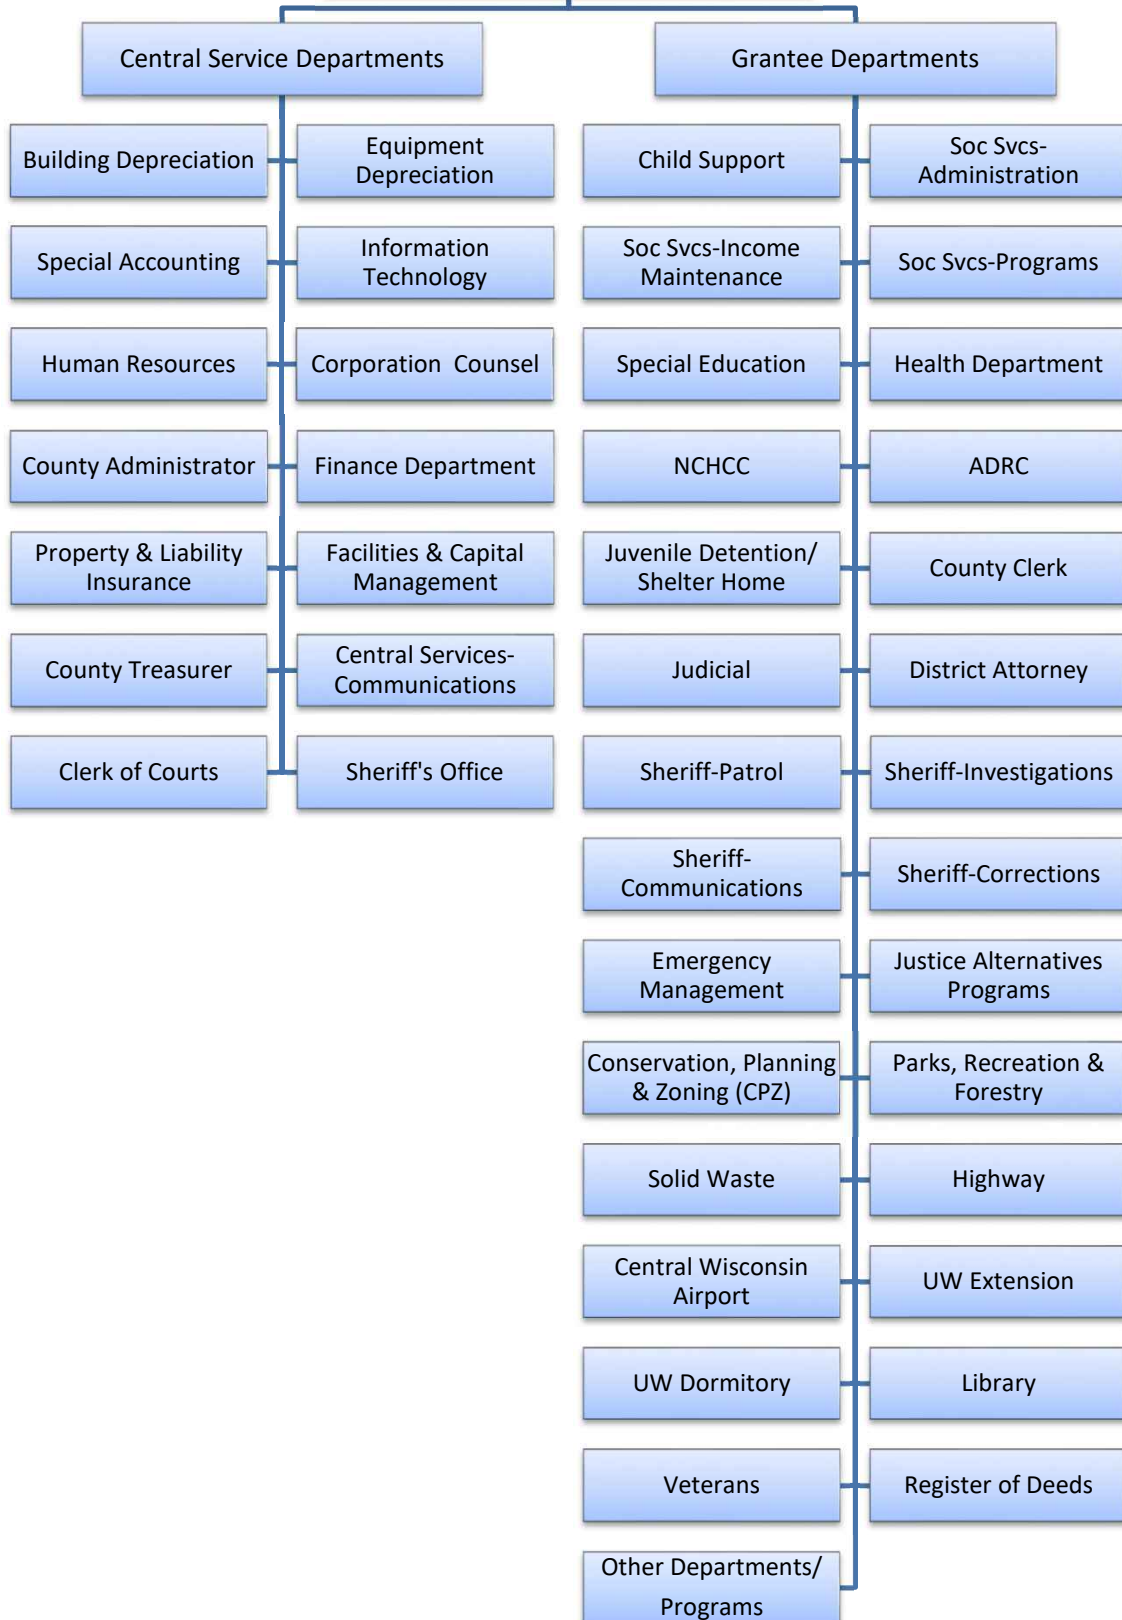 Central Service Departments
Grantee Departments
Building Depreciation
Equipment
Depreciation
Child Support
Soc Svcs-
Administration
Special Accounting
Information
Technology
Soc Svcs-Income
Maintenance
Soc Svcs-Programs
Human Resources
Corporation  Counsel
Special Education
Health Department
County Administrator
Finance Department
NCHCC
ADRC
Property & Liability
Insurance
Facilities & Capital
Management
Juvenile Detention/
Shelter Home
County Clerk
County Treasurer
Central Services-
Communications
Judicial
District Attorney
Clerk of Courts
Sheriff's Office
Sheriff-Patrol
Sheriff-Investigations
Sheriff-
Communications
Sheriff-Corrections
Emergency
Management
Justice Alternatives
Programs
Conservation, Planning
& Zoning (CPZ)
Parks, Recreation &
Forestry
Solid Waste
Highway
Central Wisconsin
Airport
UW Extension
UW Dormitory
Library
Veterans
Register of Deeds
Other Departments/
Programs